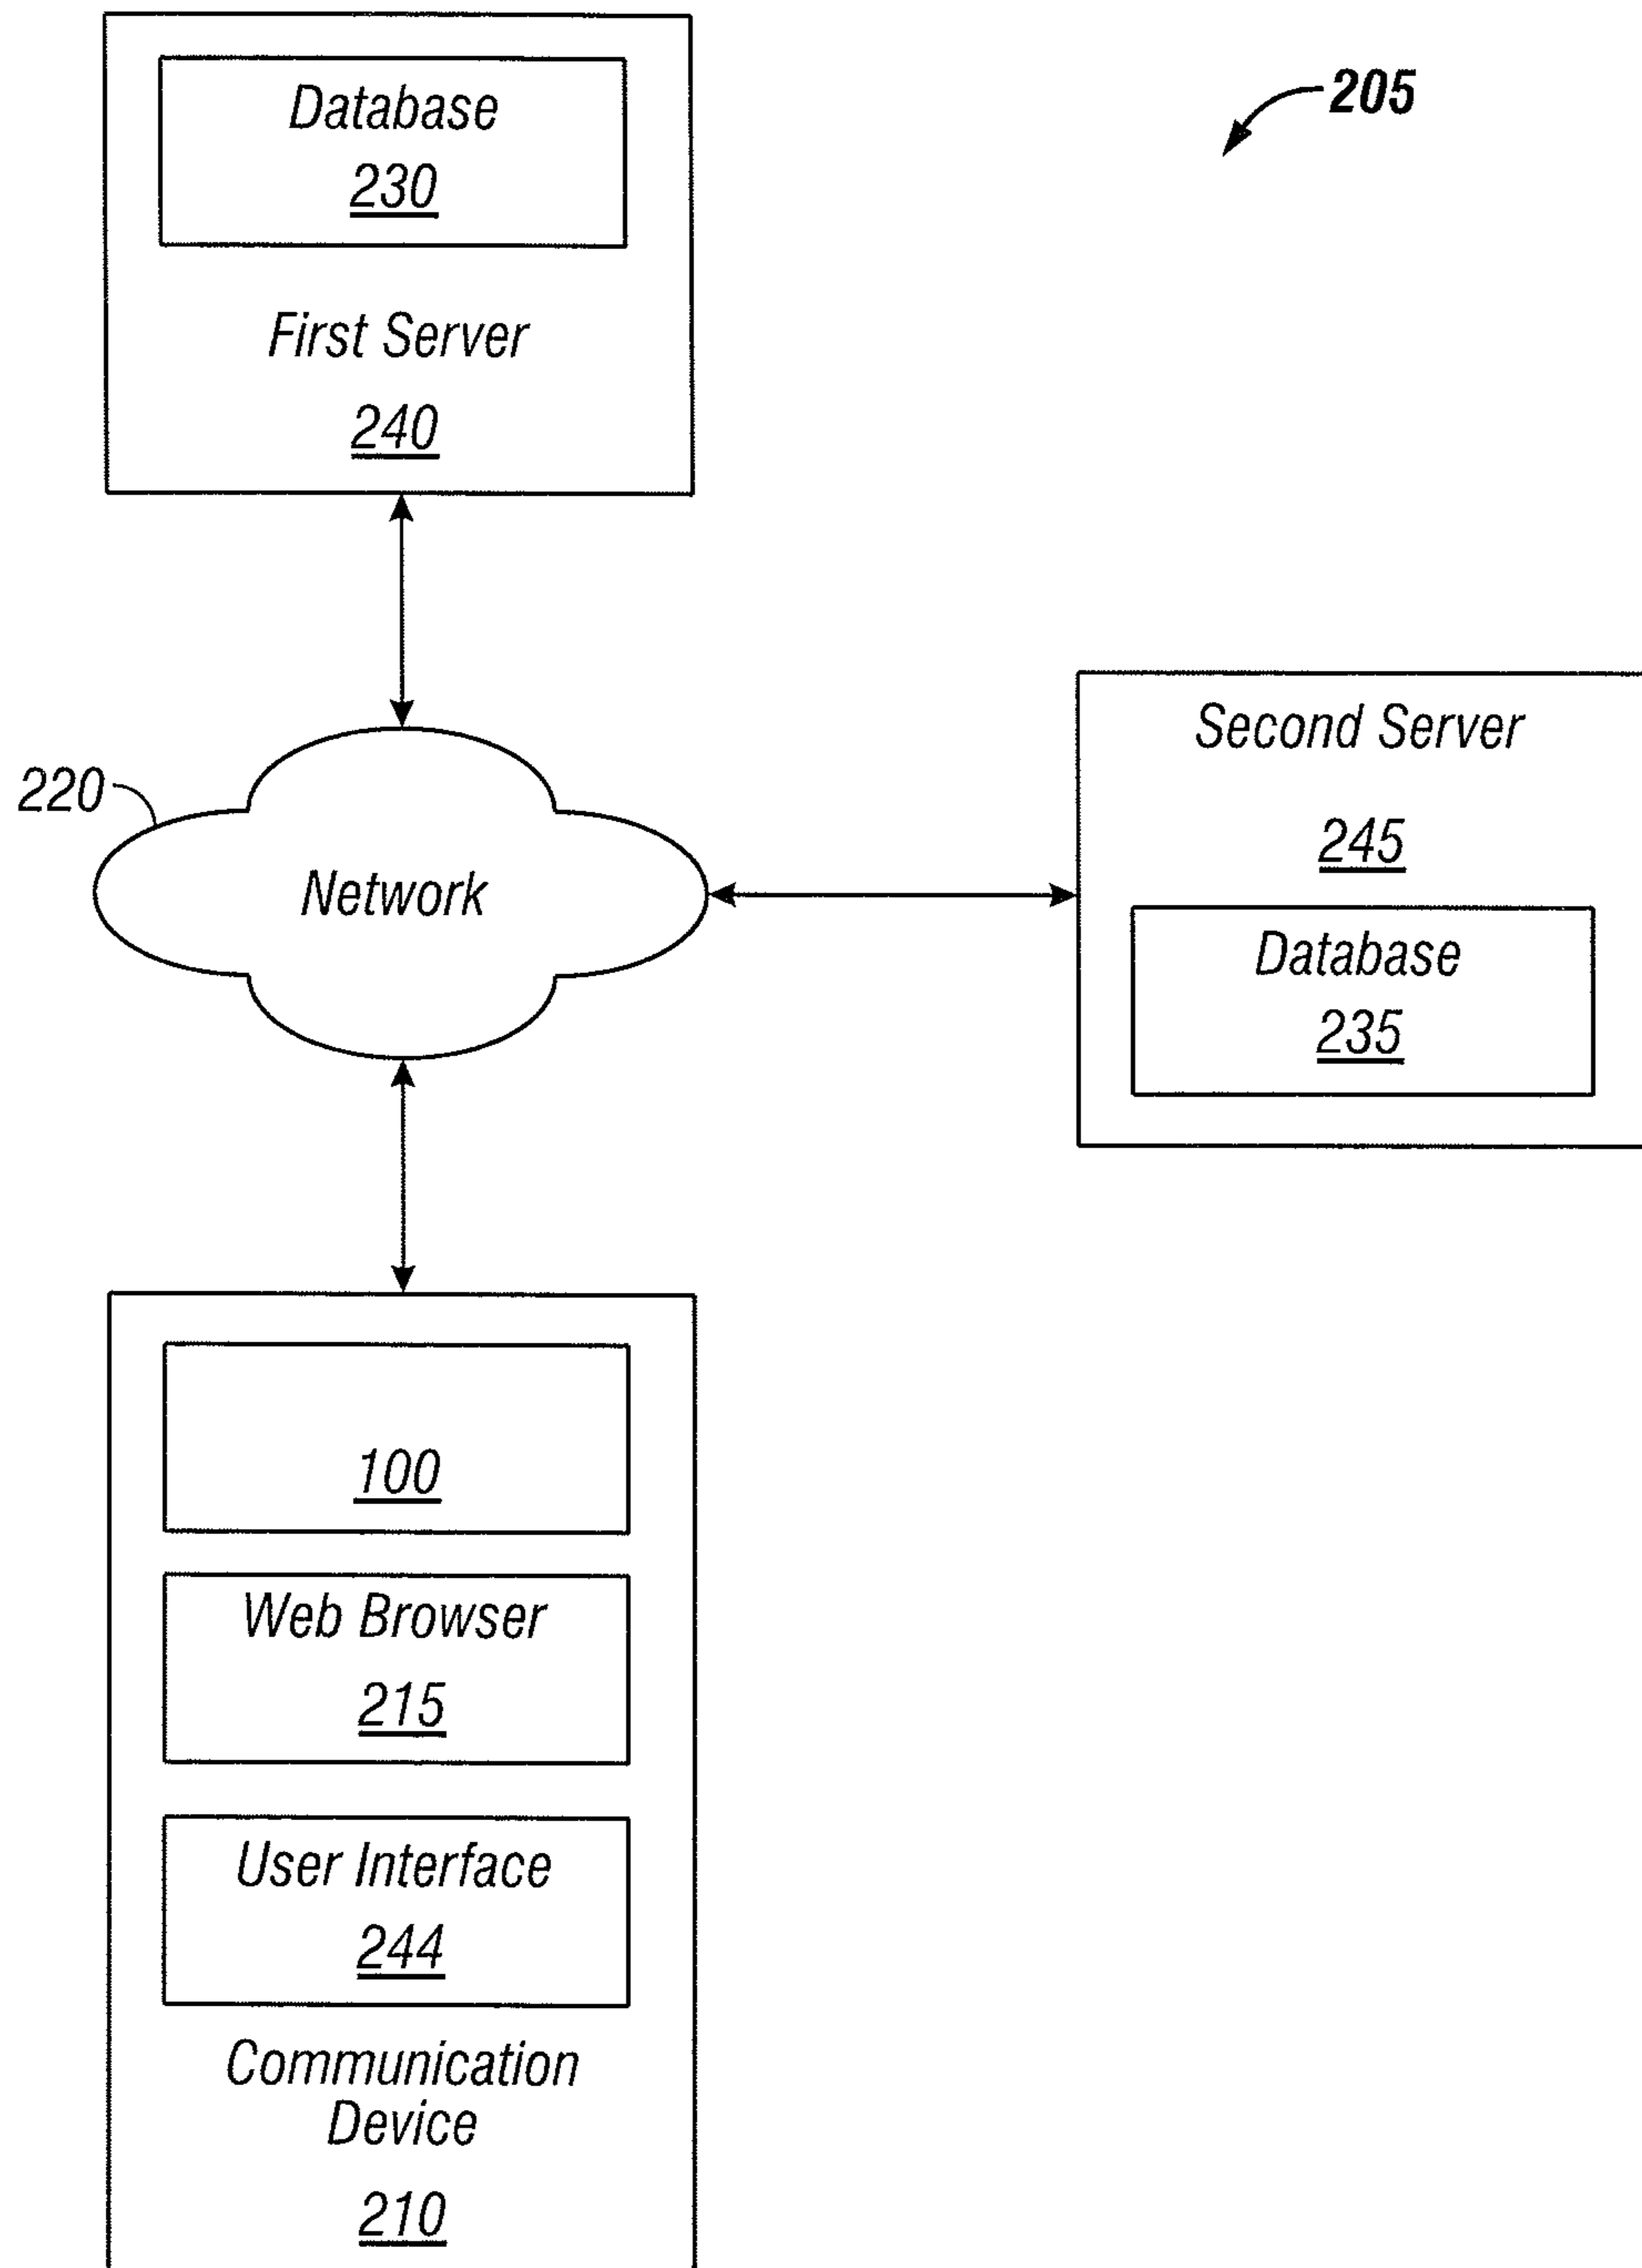 Database
230
First Server
240
205
220
Network
Second Server
245
Database
235
100
Web Browser
215
User Interface
244
Communication
Device
210